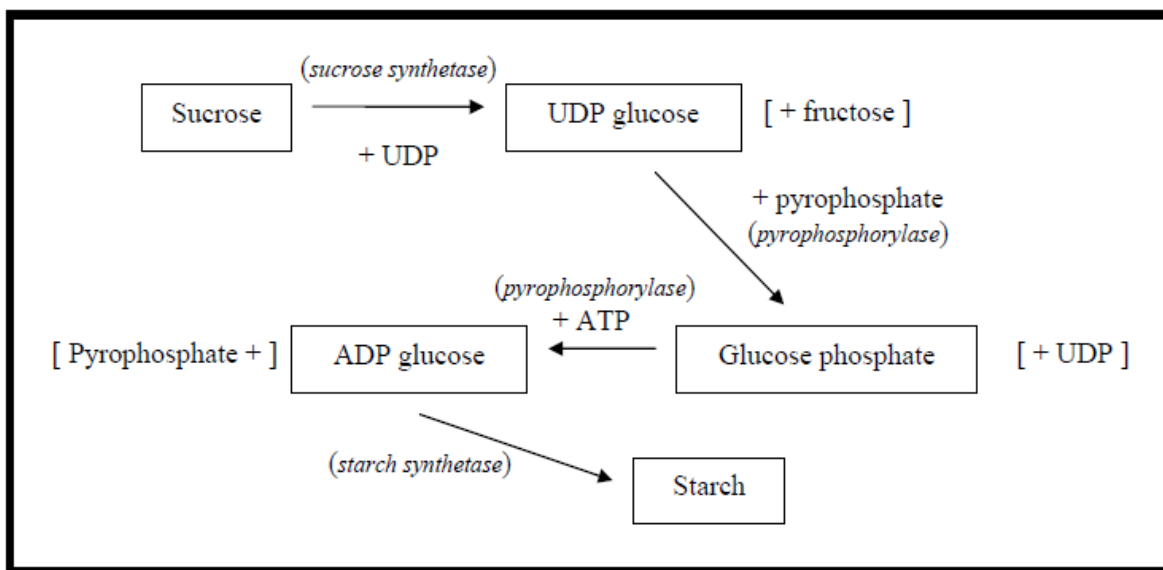 (sucrose synthetase)
Sucrose
UDP glucose
[ + fructose ]
+ UDP
+ pyrophosphate
(pyrophosphorylase)
(pyrophosphorylase)
+ ATP
[ Pyrophosphate + ]
ADP glucose
Glucose phosphate
[ + UDP ]
(starch synthetase)
Starch